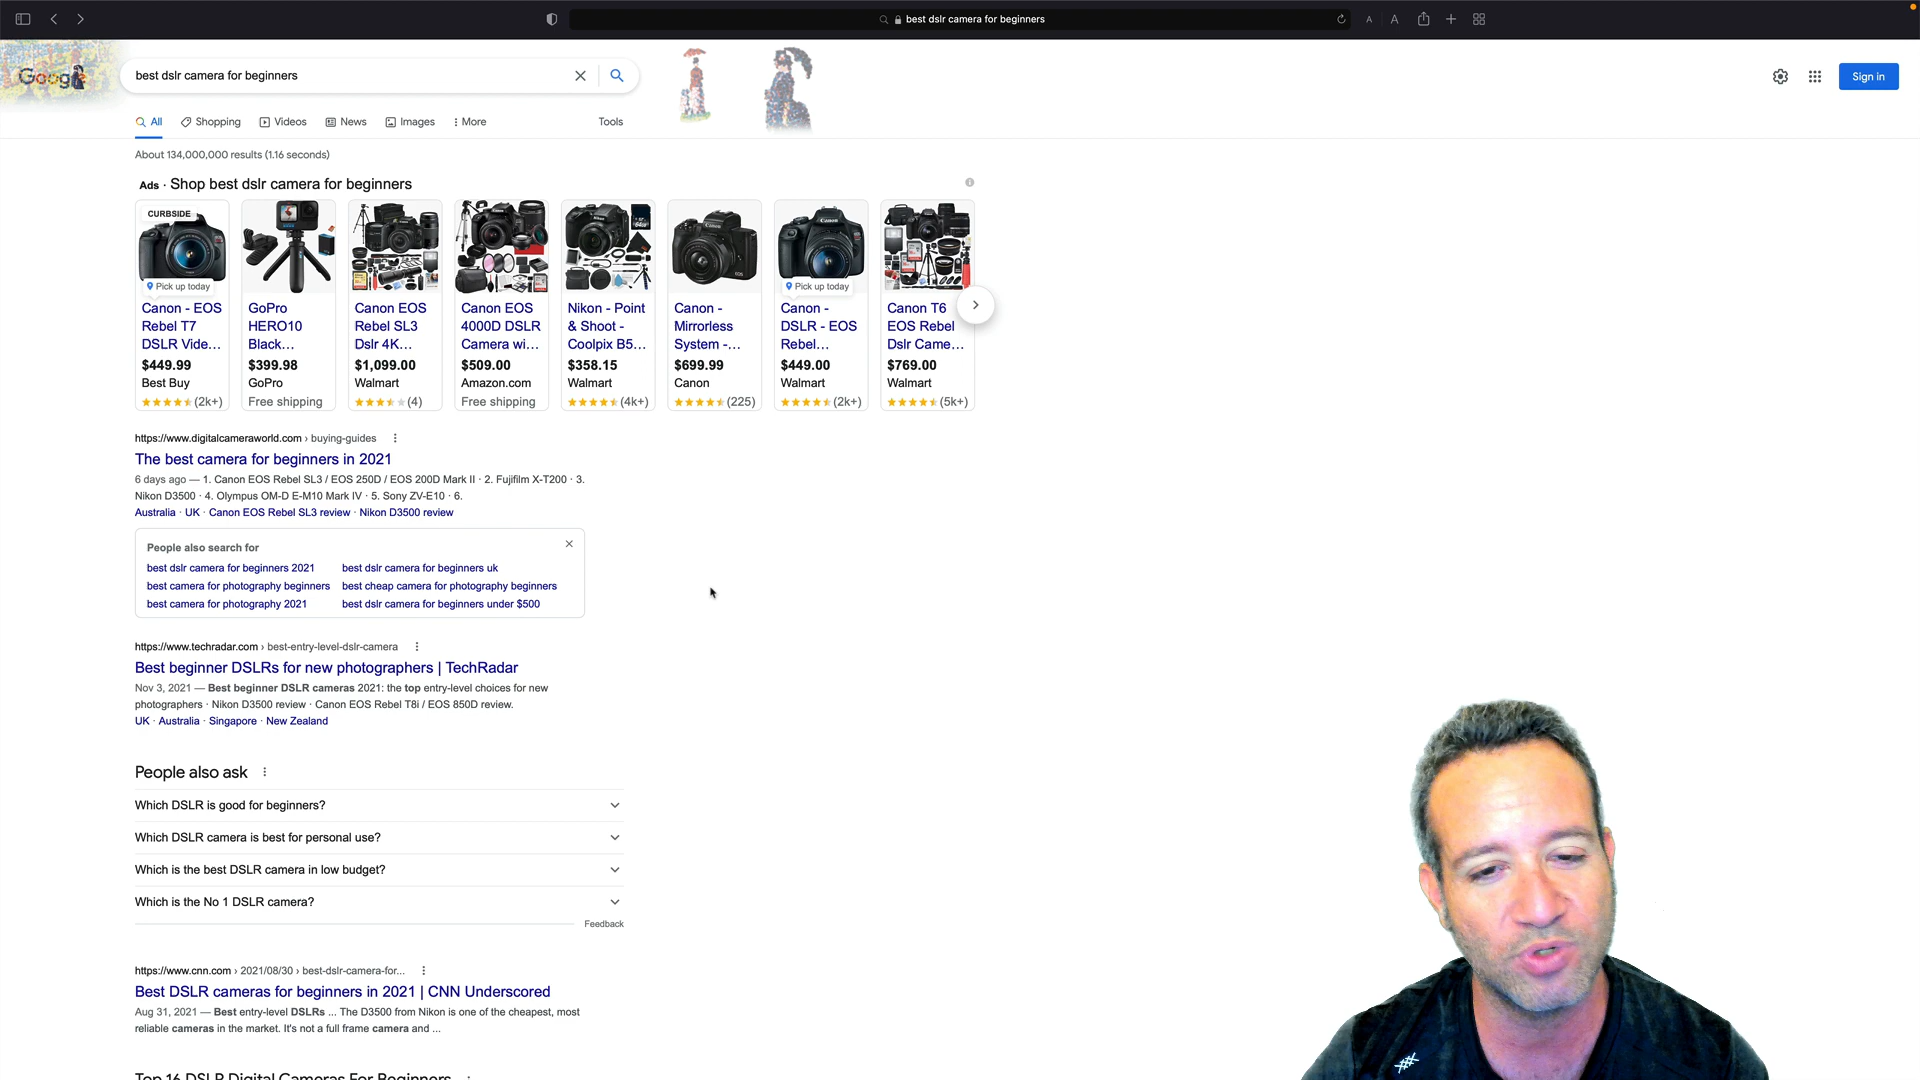 best dslr camera for beginners
A
A
Google
best dslr camera for beginners
Sign in
All
Shopping
Videos
News
Images
More
Tools
About 134,000,000 results (1.16 seconds)
Ads · Shop best dslr camera for beginners
CURBSIDE
Pick up today
Canon - EOS
Rebel T7
DSLR Vide...
$449.99
Best Buy
(2k+)
GoPro
HERO10
Black...
$399.98
GoPro
Free shipping
Canon EOS
Rebel SL3
Dslr 4K...
$1,099.00
Walmart
(4)
Canon EOS
4000D DSLR
Camera wi...
$509.00
Amazon.com
Free shipping
Nikon - Point
& Shoot -
Coolpix B5...
$358.15
Walmart
(4k+)
Canon -
Mirrorless
System -...
$699.99
Canon
(225)
Pick up today
Canon -
DSLR - EOS
Rebel...
$449.00
Walmart
(2k+)
Canon T6
EOS Rebel
Dslr Came...
$769.00
Walmart
(5k+)
https://www.digitalcameraworld.com › buying-guides
The best camera for beginners in 2021
6 days ago — 1. Canon EOS Rebel SL3 / EOS 250D / EOS 200D Mark II · 2. Fujifilm X-T200 · 3.
Nikon D3500 · 4. Olympus OM-D E-M10 Mark IV · 5. Sony ZV-E10 · 6.
Australia · UK · Canon EOS Rebel SL3 review · Nikon D3500 review
People also search for
best dslr camera for beginners 2021
best dslr camera for beginners uk
best camera for photography beginners
best cheap camera for photography beginners
best camera for photography 2021
best dslr camera for beginners under $500
https://www.techradar.com › best-entry-level-dslr-camera
Best beginner DSLRs for new photographers | TechRadar
Nov 3, 2021 — Best beginner DSLR cameras 2021: the top entry-level choices for new
photographers · Nikon D3500 review · Canon EOS Rebel T8i / EOS 850D review.
UK · Australia · Singapore · New Zealand
People also ask
Which DSLR is good for beginners?
Which DSLR camera is best for personal use?
Which is the best DSLR camera in low budget?
Which is the No 1 DSLR camera?
Feedback
https://www.cnn.com › 2021/08/30 › best-dslr-camera-for...
Best DSLR cameras for beginners in 2021 | CNN Underscored
Aug 31, 2021 — Best entry-level DSLRs ... The D3500 from Nikon is one of the cheapest, most
reliable cameras in the market. It's not a full frame camera and ...
Top 16 DSLR Digital Cameras For Beginners